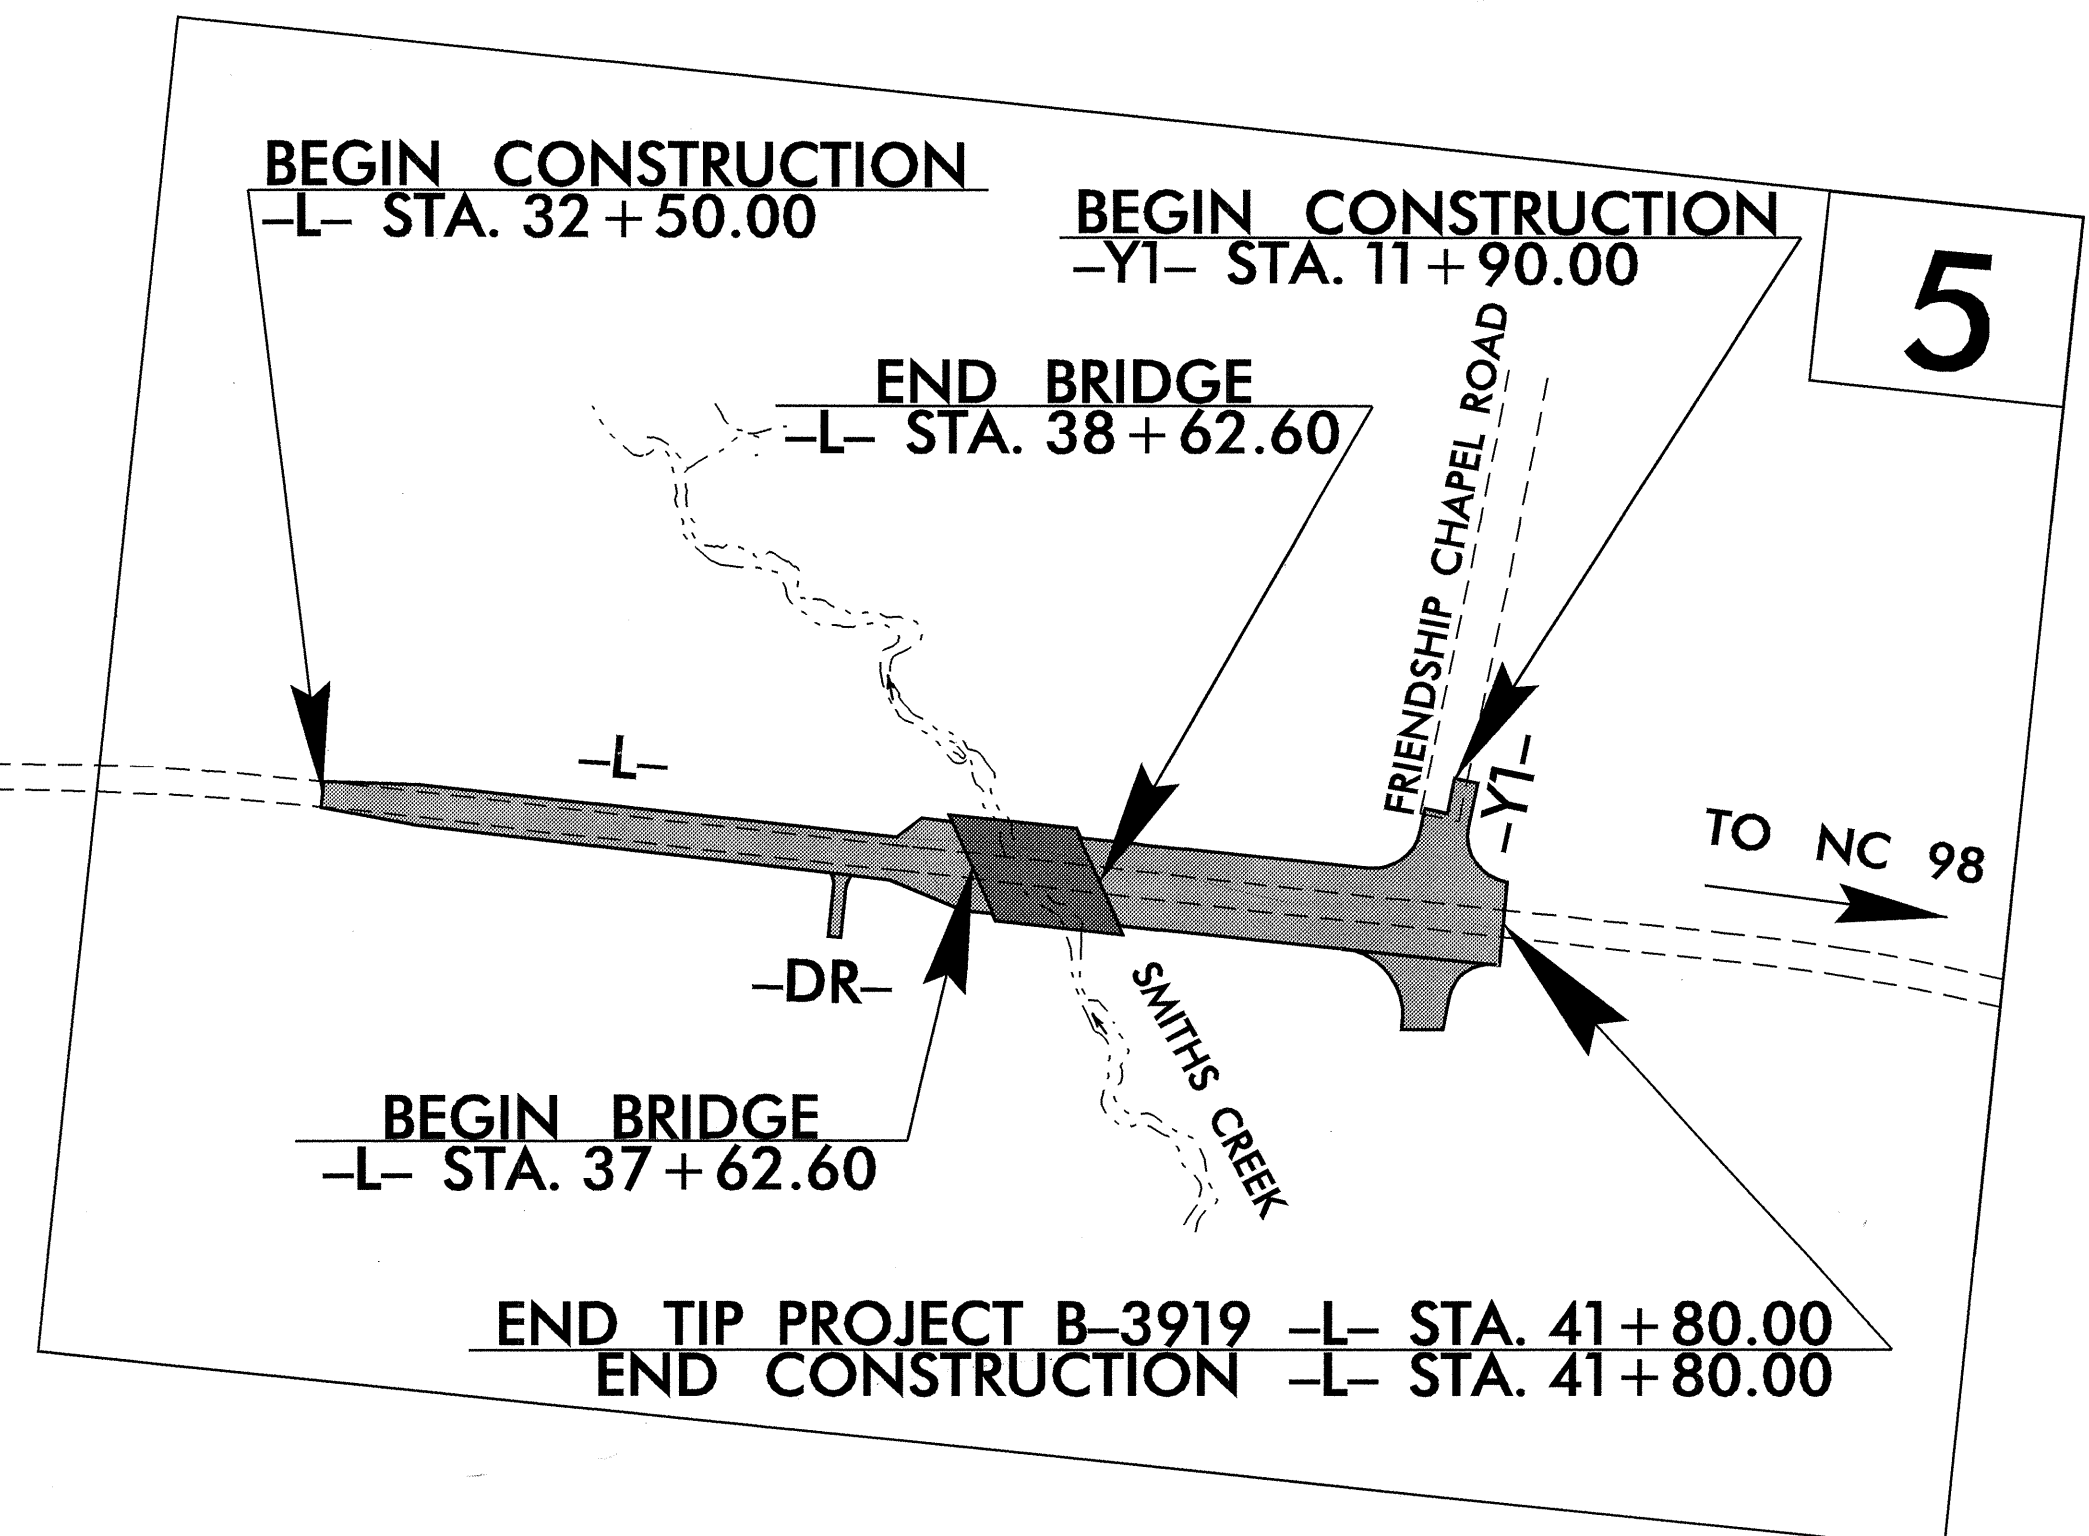 BEGIN CONSTRUCTION
–L– STA. 32+50.00
BEGIN CONSTRUCTION
–Y1– STA. 11+90.00
5
END BRIDGE
–L– STA. 38+62.60
FRIENDSHIP CHAPEL ROAD
–L–
–Y1–
TO NC 98
–DR–
SMITHS CREEK
BEGIN BRIDGE
–L– STA. 37+62.60
END TIP PROJECT B–3919 –L– STA. 41+80.00
END CONSTRUCTION –L– STA. 41+80.00